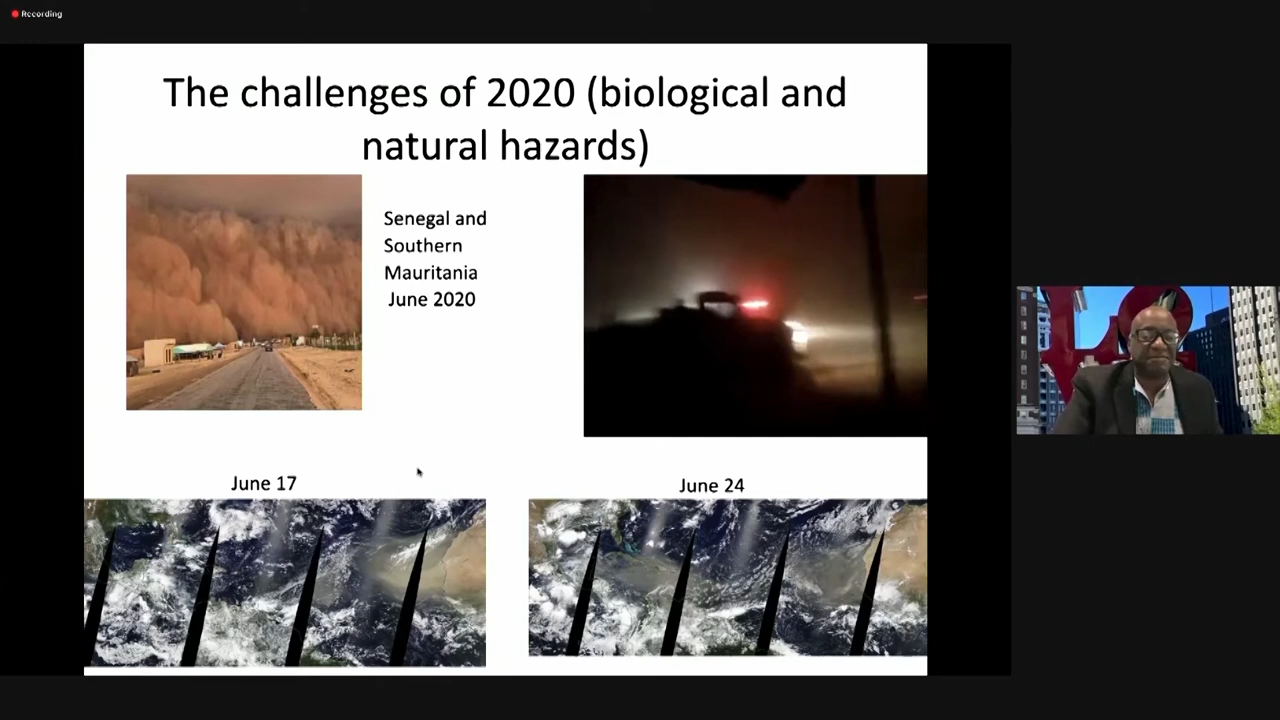 Recording
The challenges of 2020 (biological and
natural hazards)
Senegal and
Southern
Mauritania
June 2020
June 17
June 24